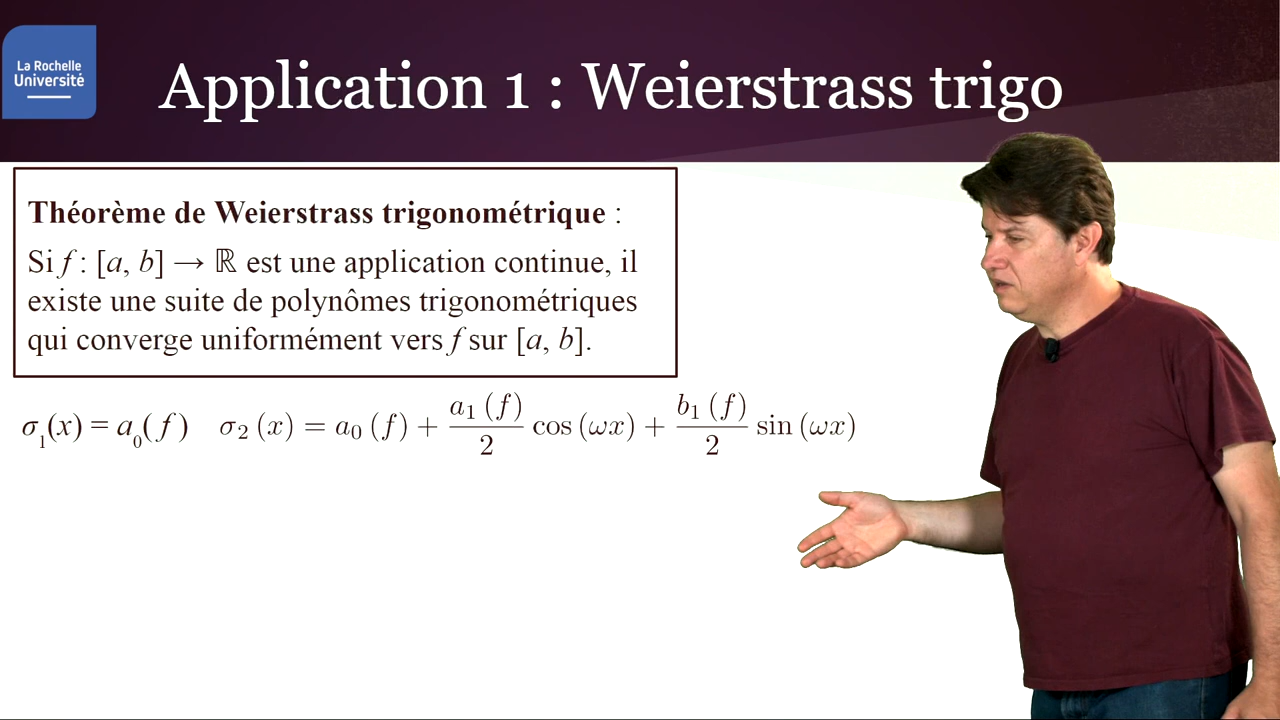 La Rochelle
Université
Application 1 : Weierstrass trigo
Théorème de Weierstrass trigonométrique :
Si f : [a, b] → ℝ est une application continue, il
existe une suite de polynômes trigonométriques
qui converge uniformément vers f sur [a, b].
σ₁(x) = a₀(f)   σ₂ (x) = a₀ (f) + a₁ (f)/2 cos (ωx) + b₁ (f)/2 sin (ωx)